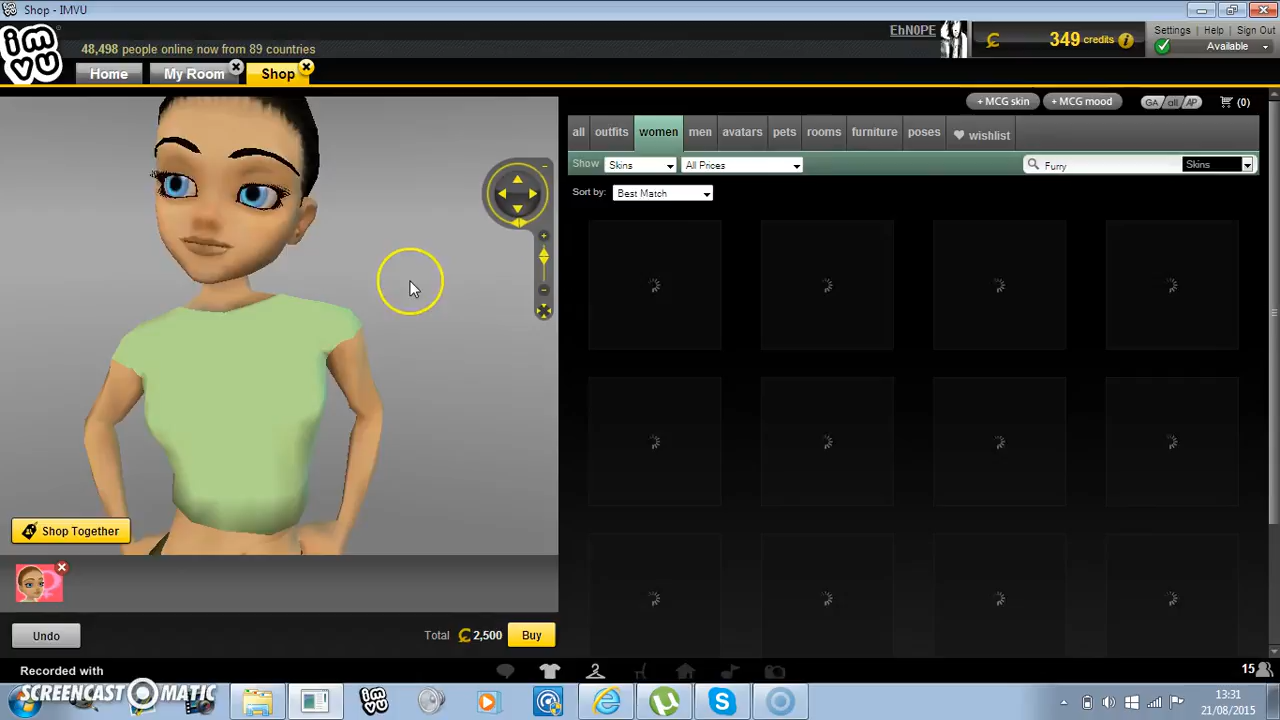 Shop - IMVU
imvu
48,498 people online now from 89 countries
EhN0PE
349 credits
Settings | Help | Sign Out
Available
Home
My Room
Shop
+ MCG skin
+ MCG mood
GA all AP
(0)
all outfits women men avatars pets rooms furniture poses wishlist
Show Skins All Prices Furry Skins
Sort by: Best Match
Shop Together
Undo
Total 2,500 Buy
Recorded with
15
SCREENCAST MATIC
imvu
13:31
21/08/2015